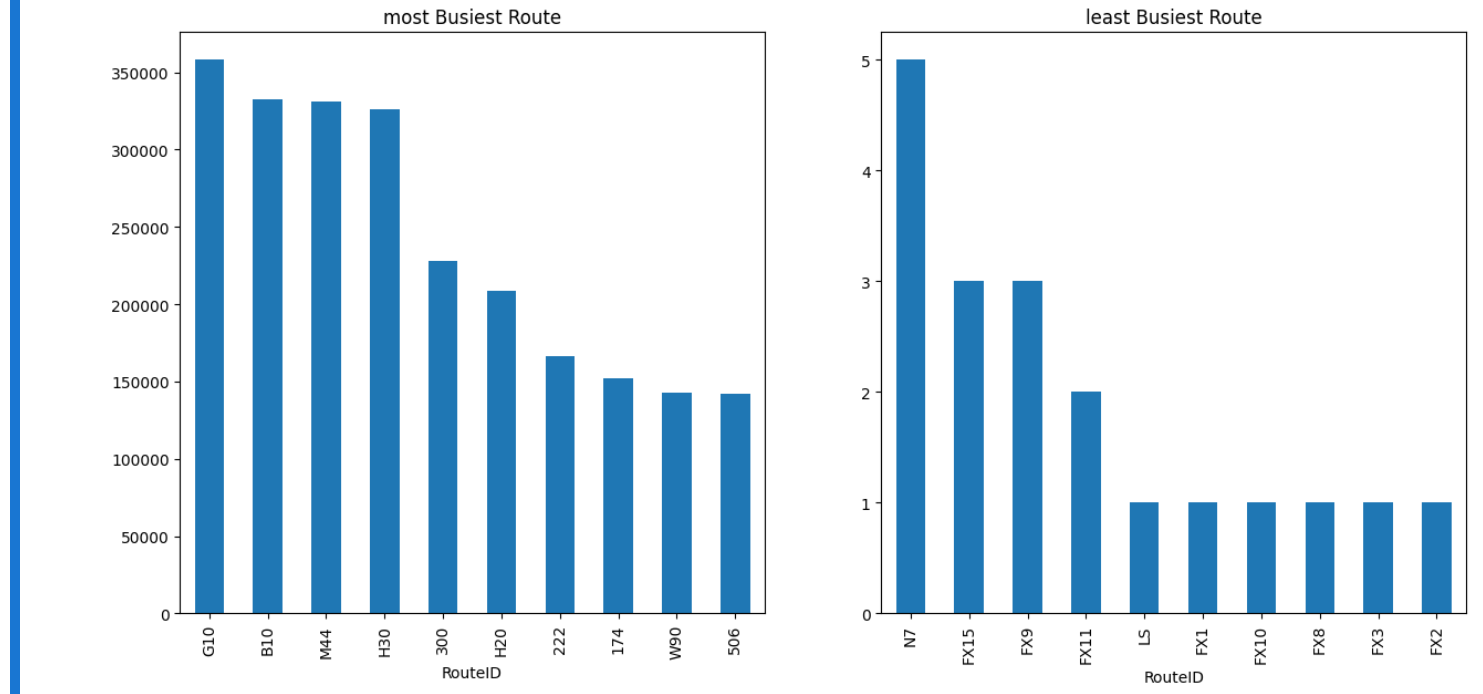 most Busiest Route
350000
300000
250000
200000
150000
100000
50000
0
G10 B10 M44 H30 300 H20 222 174 W90 506
RouteID
least Busiest Route
5
4
3
2
1
0
N7 FX15 FX9 FX11 LS FX1 FX10 FX8 FX3 FX2
RouteID